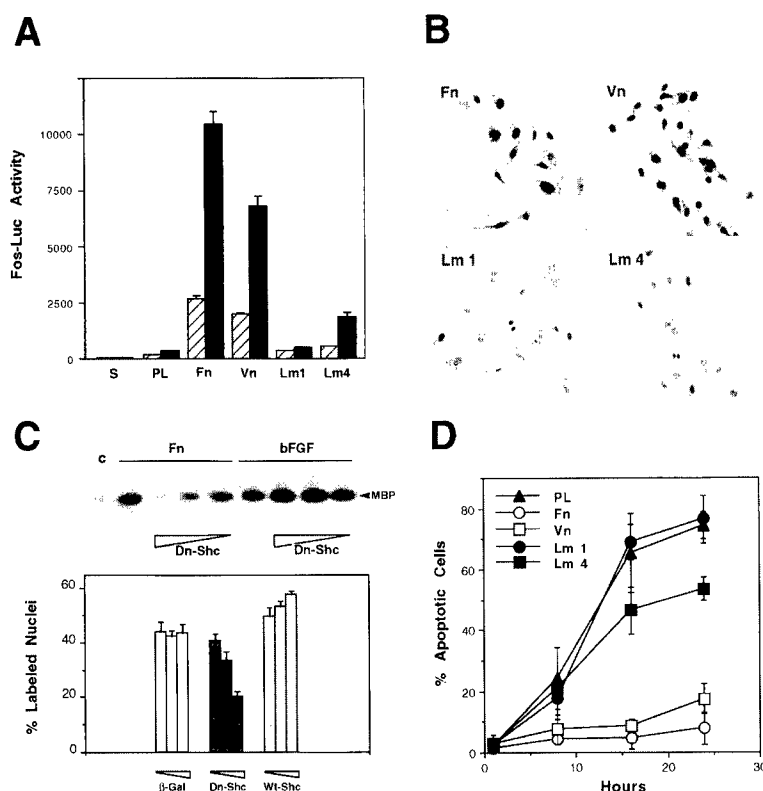 A
Fos-Luc Activity
10000
7500
5000
2500
0
S PL Fn Vn Lm1 Lm4
B
Fn Vn
Lm 1 Lm 4
C
c Fn bFGF
MBP
Dn-Shc Dn-Shc
% Labeled Nuclei
60
40
20
0
β-Gal Dn-Shc Wt-Shc
D
% Apoptotic Cells
80
60
40
20
0
PL
Fn
Vn
Lm 1
Lm 4
0 10 20 30
Hours